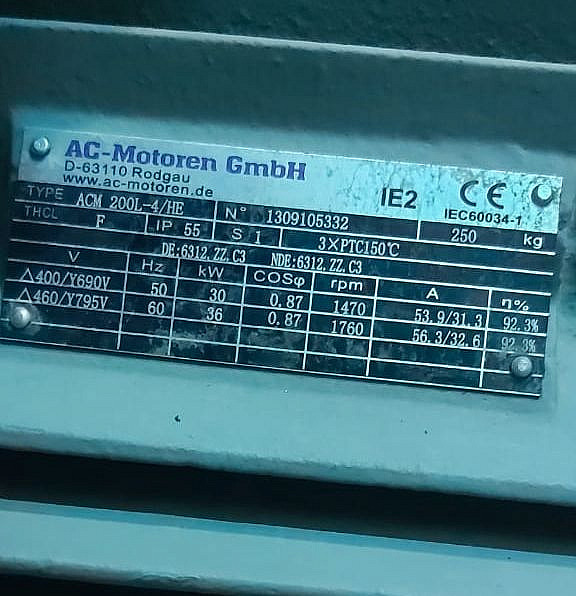 AC-Motoren GmbH
D-63110 Rodgau
www.ac-motoren.de
IE2 CE
IEC60034-1
TYPE ACM 200L-4/HE N° 1309105332 250 kg
THCL F IP 55 S 1 3×PTC150℃
DE:6312.ZZ.C3 NDE:6312.ZZ.C3
V Hz kW COSφ rpm A η%
△400/Y690V 50 30 0.87 1470 53.9/31.3 92.3%
△460/Y795V 60 36 0.87 1760 56.3/32.6 92.3%